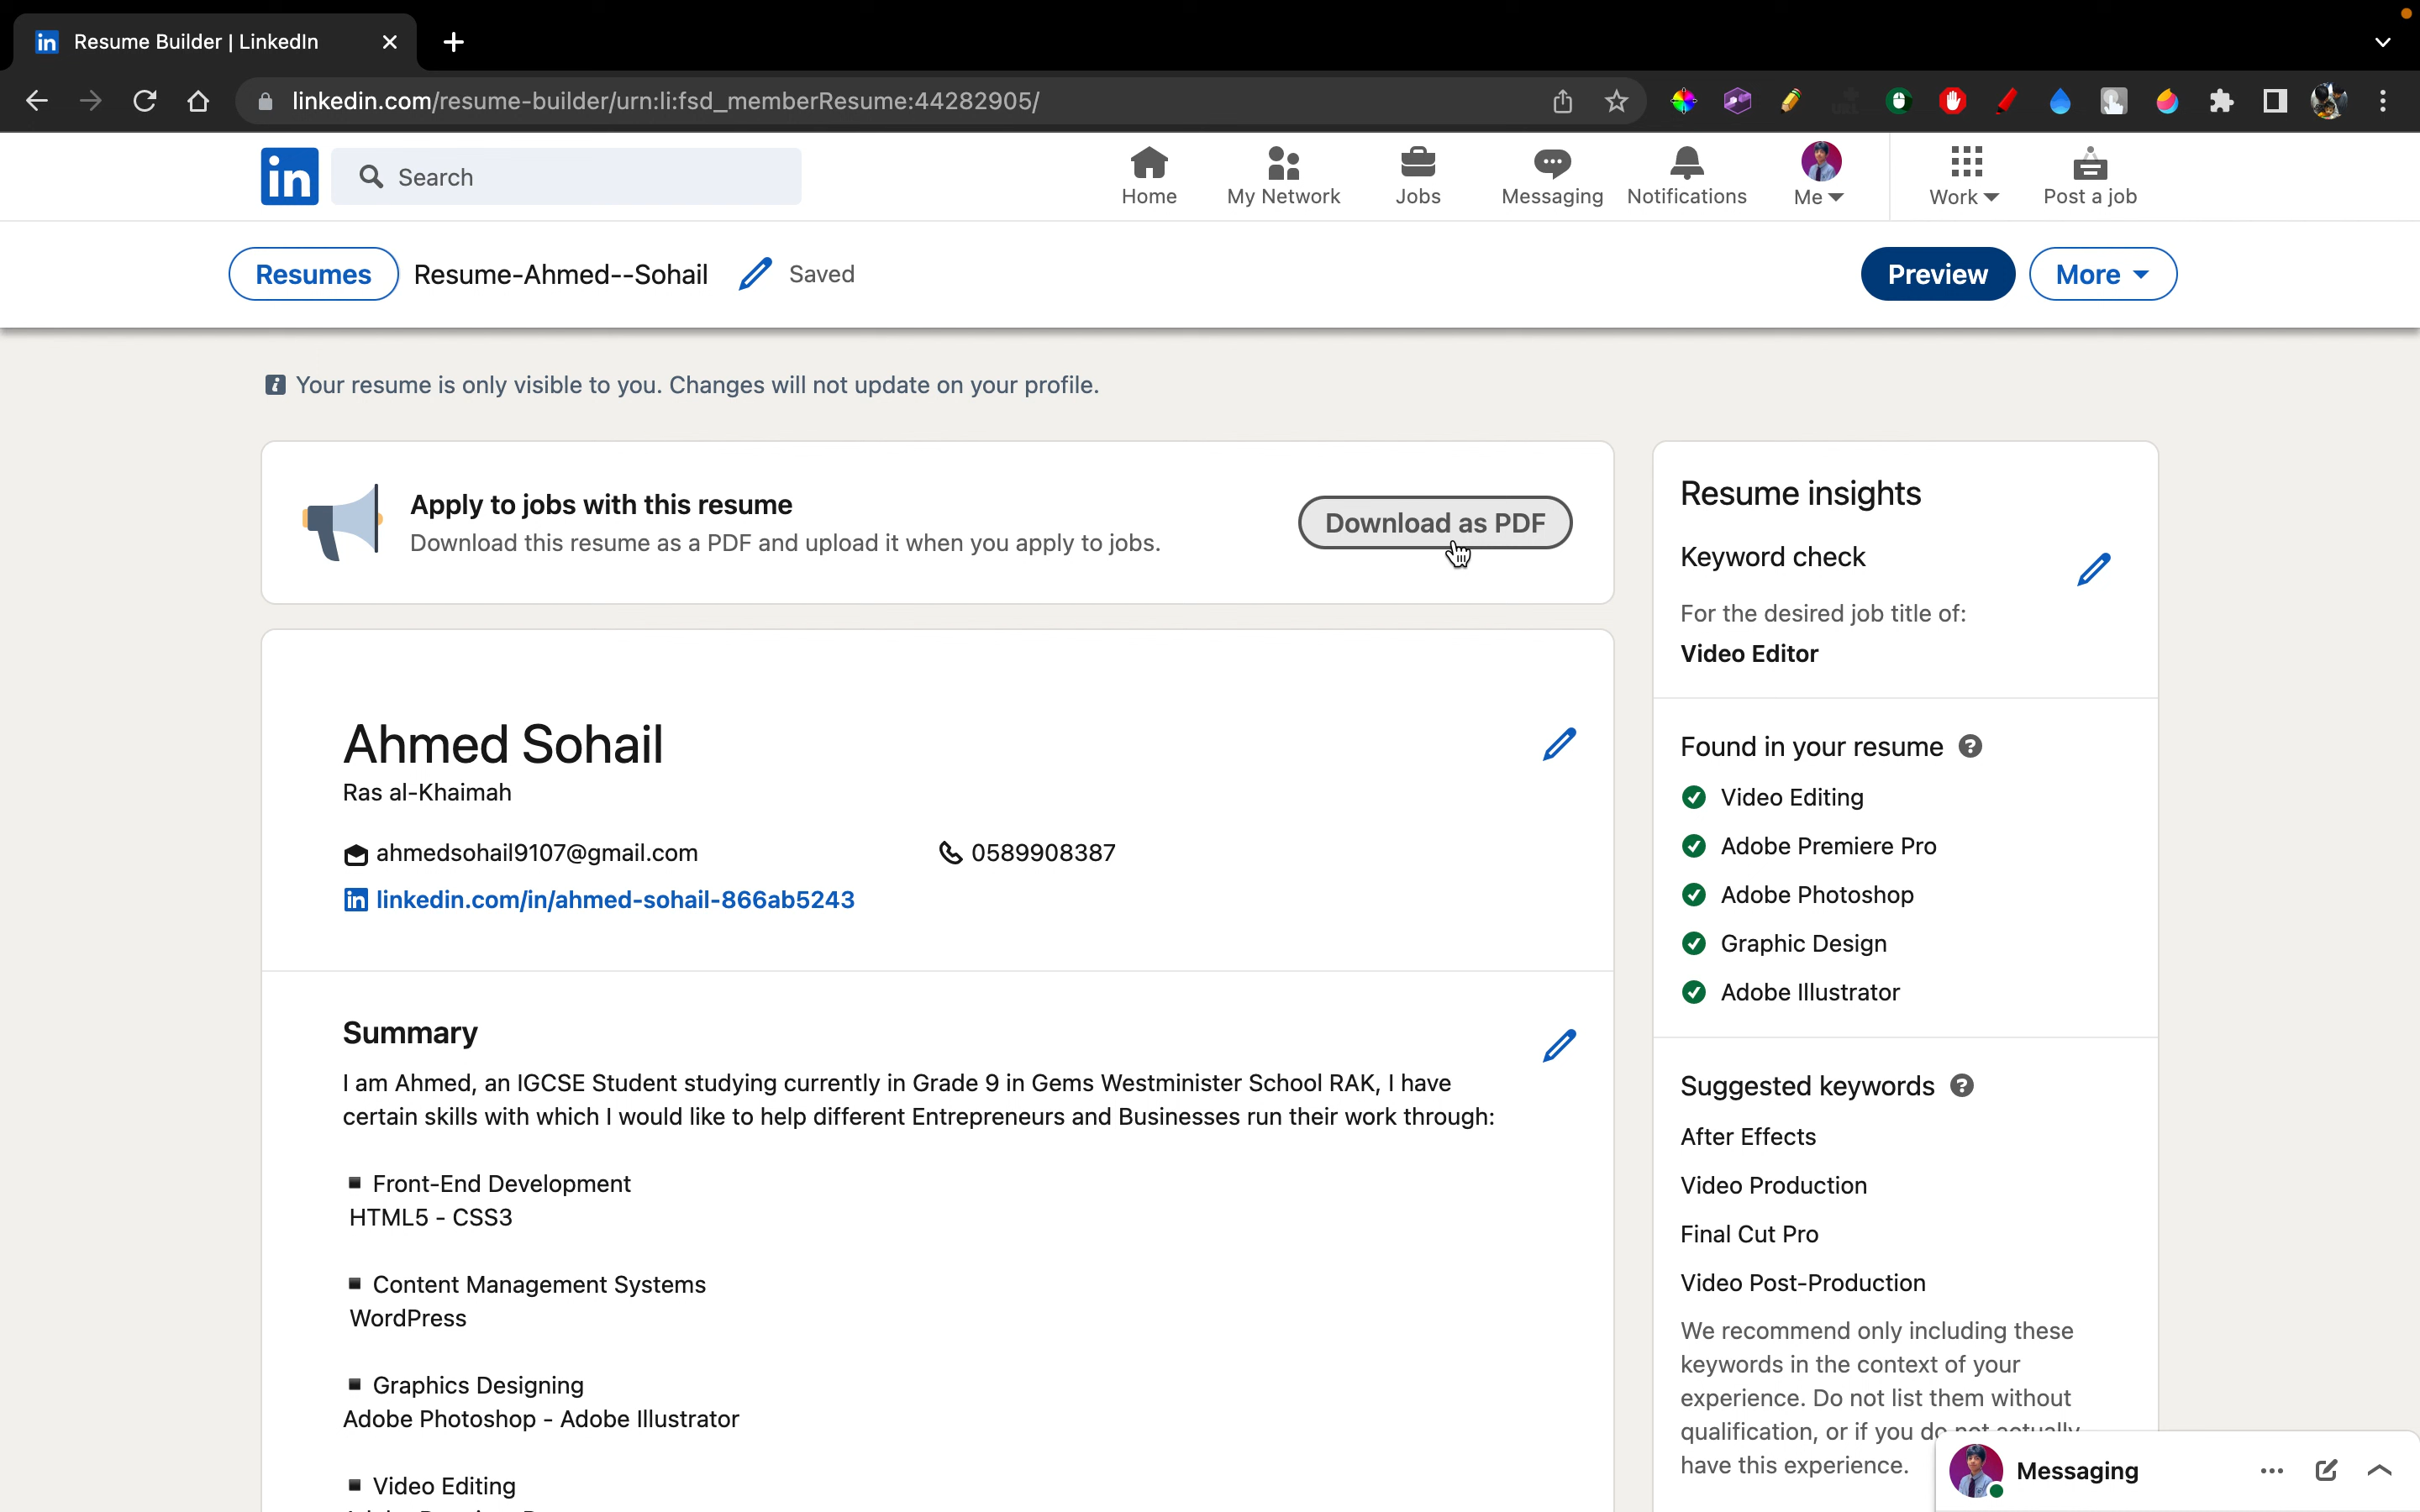 Resume Builder | LinkedIn
linkedin.com/resume-builder/urn:li:fsd_memberResume:44282905/
in
Search
Home
My Network
Jobs
Messaging
Notifications
Me
Work
Post a job
Resumes
Resume-Ahmed--Sohail
Saved
Preview
More
Your resume is only visible to you. Changes will not update on your profile.
Apply to jobs with this resume
Download this resume as a PDF and upload it when you apply to jobs.
Download as PDF
Ahmed Sohail
Ras al-Khaimah
ahmedsohail9107@gmail.com
0589908387
linkedin.com/in/ahmed-sohail-866ab5243
Summary
I am Ahmed, an IGCSE Student studying currently in Grade 9 in Gems Westminister School RAK, I have
certain skills with which I would like to help different Entrepreneurs and Businesses run their work through:
▪ Front-End Development
HTML5 - CSS3
▪ Content Management Systems
WordPress
▪ Graphics Designing
Adobe Photoshop - Adobe Illustrator
▪ Video Editing
Resume insights
Keyword check
For the desired job title of:
Video Editor
Found in your resume
Video Editing
Adobe Premiere Pro
Adobe Photoshop
Graphic Design
Adobe Illustrator
Suggested keywords
After Effects
Video Production
Final Cut Pro
Video Post-Production
We recommend only including these
keywords in the context of your
experience. Do not list them without
qualification, or if you do not actually
have this experience.
Messaging